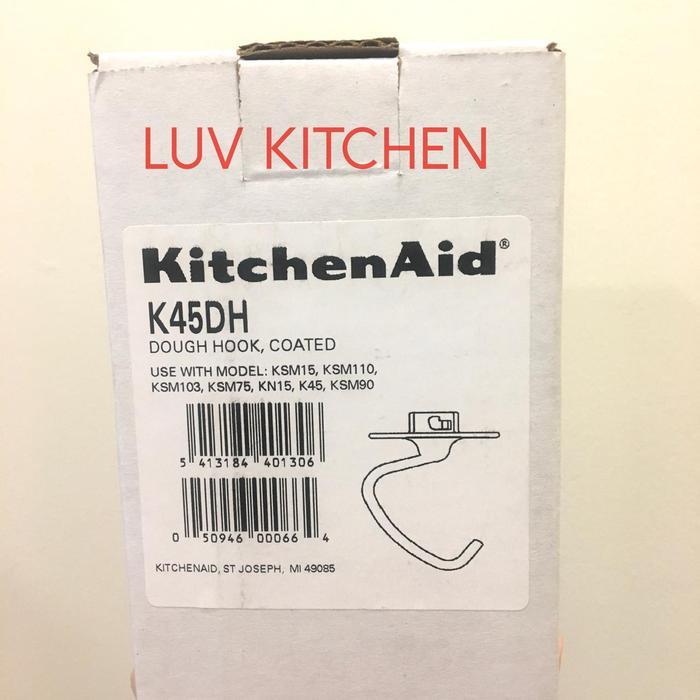 LUV KITCHEN
KitchenAid®
K45DH
DOUGH HOOK, COATED
USE WITH MODEL: KSM15, KSM110,
KSM103, KSM75, KN15, K45, KSM90
5 413184 401306
0 50946 00066 4
KITCHENAID, ST JOSEPH, MI 49085